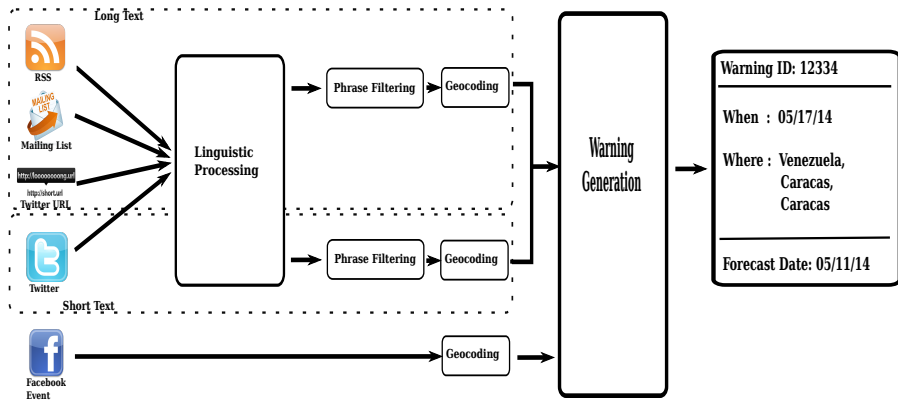 Long Text
RSS
MAILING
LIST
Mailing List
http://looooooooong.url
http://short.url
Twitter URL
Linguistic
Processing
Phrase Filtering
Geocoding
Phrase Filtering
Geocoding
Twitter
Short Text
Facebook
Event
Geocoding
Warning
Generation
Warning ID: 12334
When : 05/17/14
Where : Venezuela,
Caracas,
Caracas
Forecast Date: 05/11/14